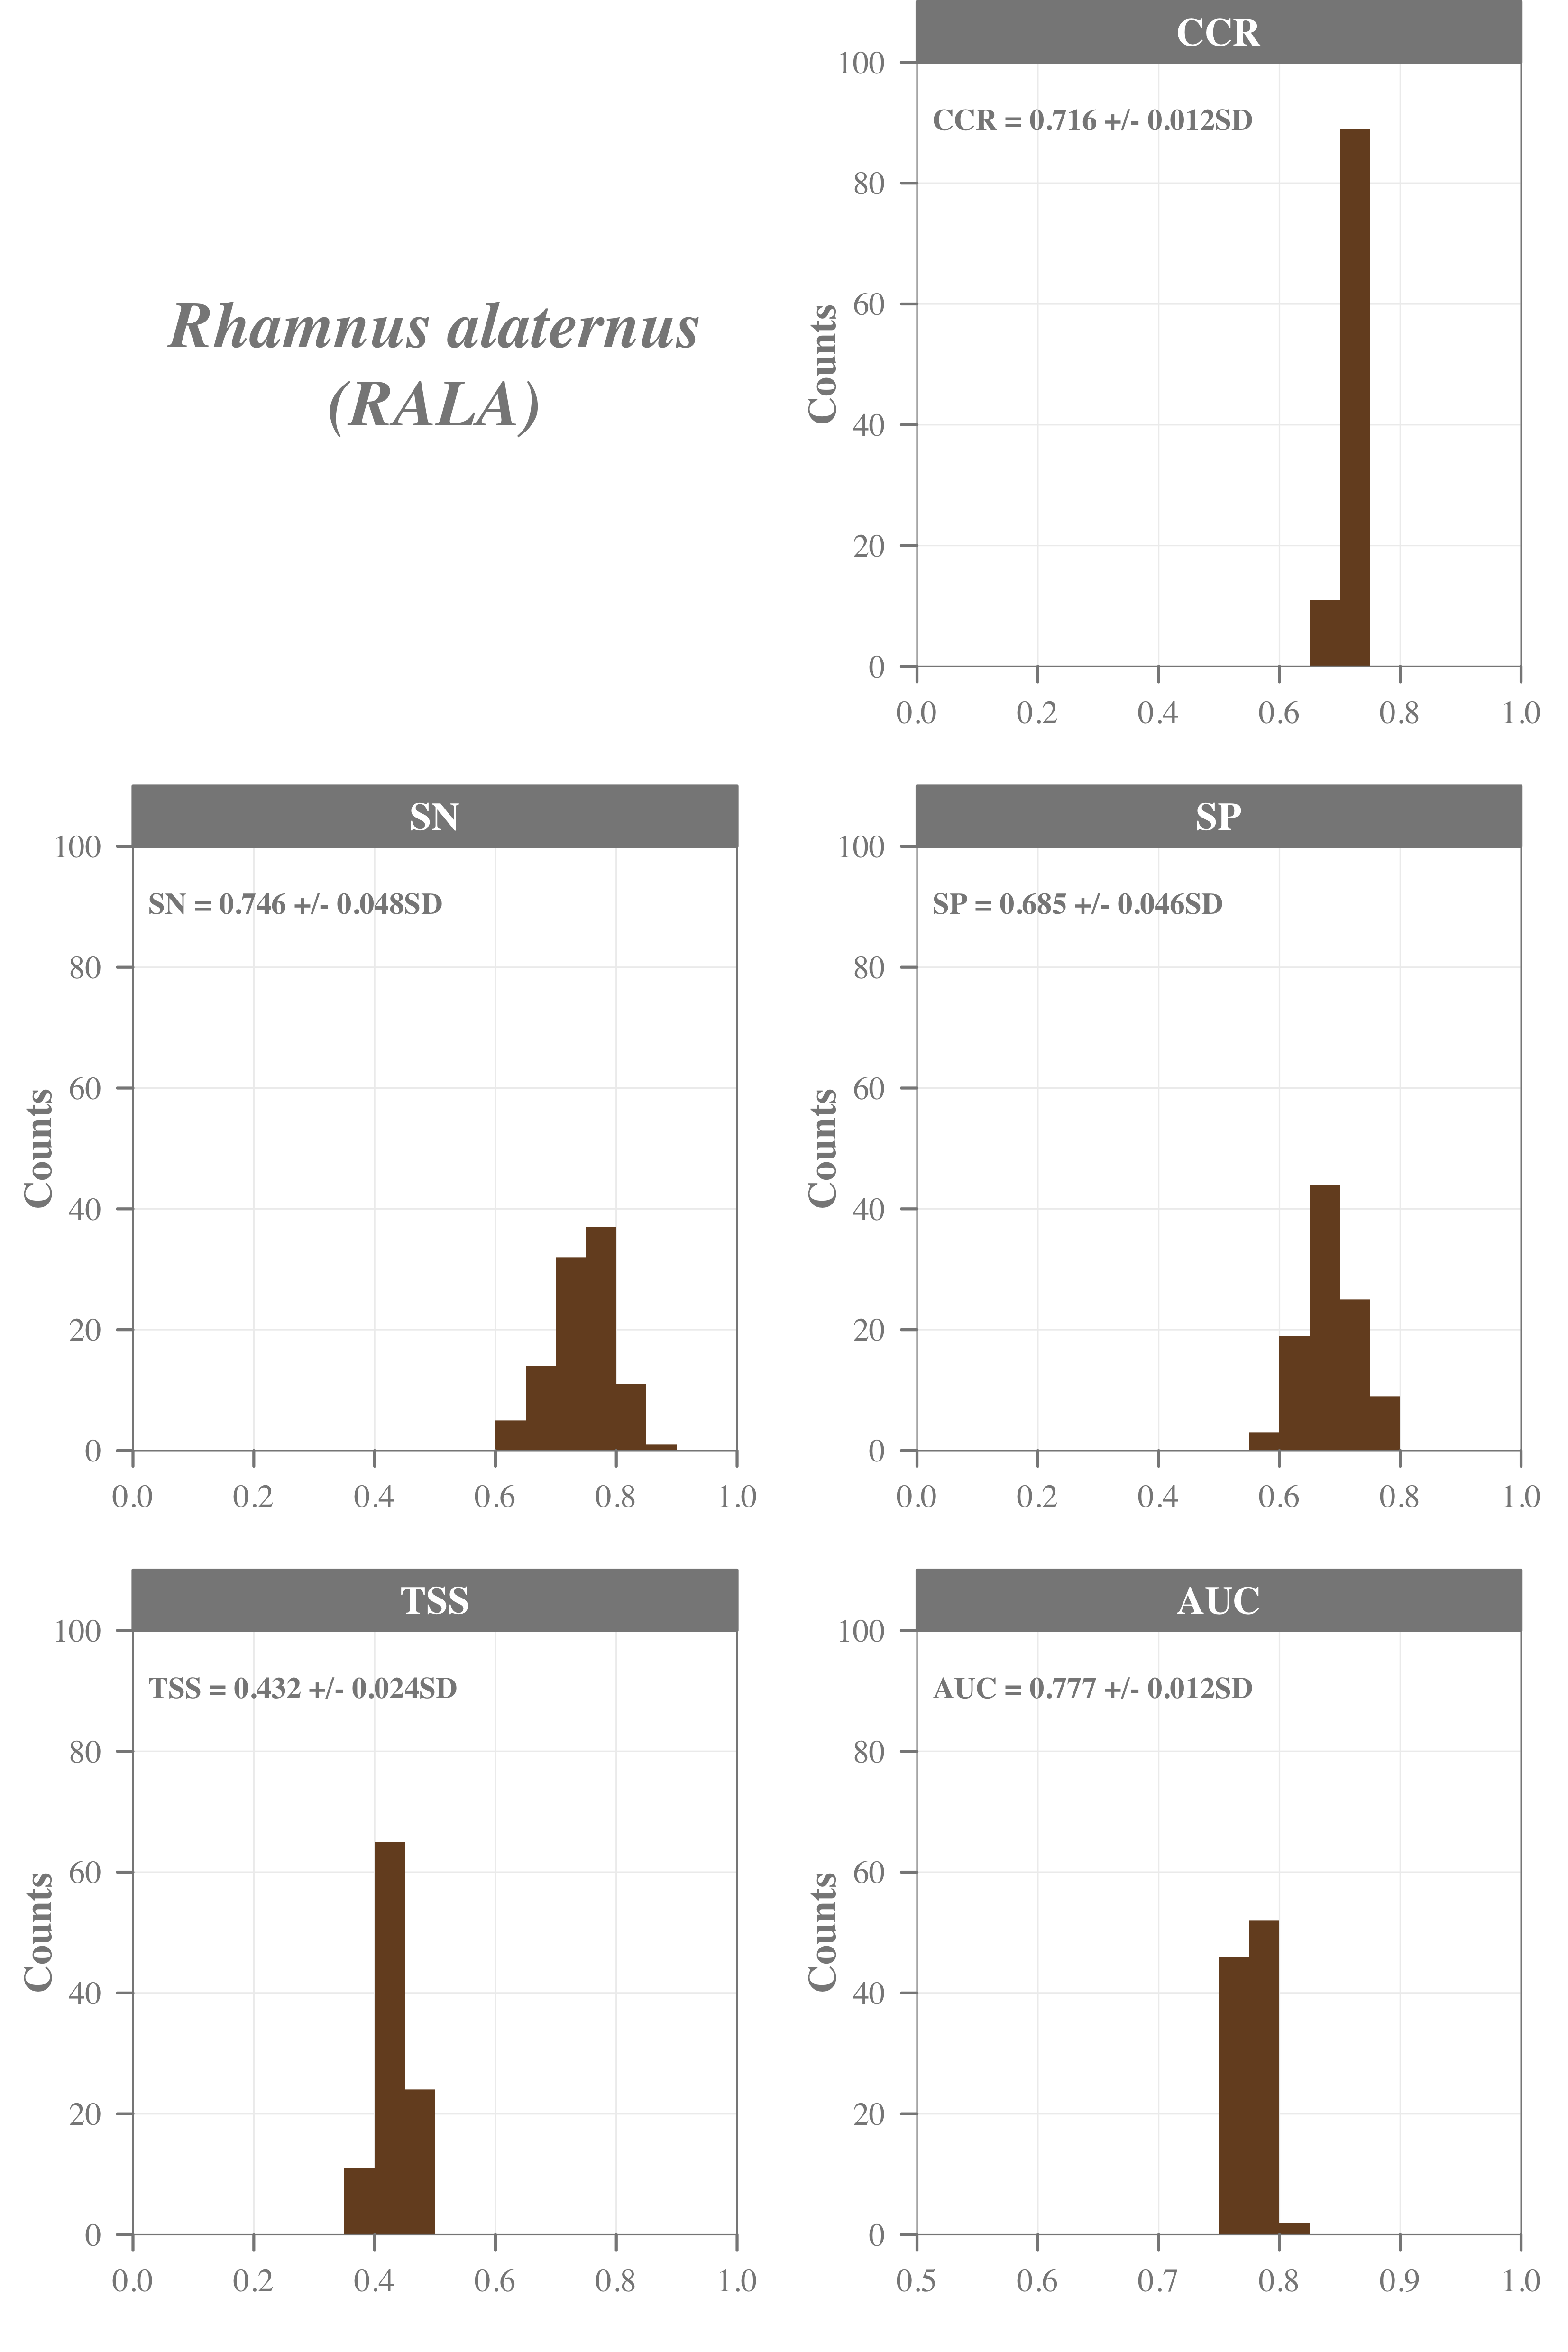 Rhamnus alaternus
(RALA)
CCR
CCR = 0.716 +/- 0.012SD
Counts
100
80
60
40
20
0
0.0 0.2 0.4 0.6 0.8 1.0
SN
SN = 0.746 +/- 0.048SD
Counts
100
80
60
40
20
0
0.0 0.2 0.4 0.6 0.8 1.0
SP
SP = 0.685 +/- 0.046SD
Counts
100
80
60
40
20
0
0.0 0.2 0.4 0.6 0.8 1.0
TSS
TSS = 0.432 +/- 0.024SD
Counts
100
80
60
40
20
0
0.0 0.2 0.4 0.6 0.8 1.0
AUC
AUC = 0.777 +/- 0.012SD
Counts
100
80
60
40
20
0
0.5 0.6 0.7 0.8 0.9 1.0